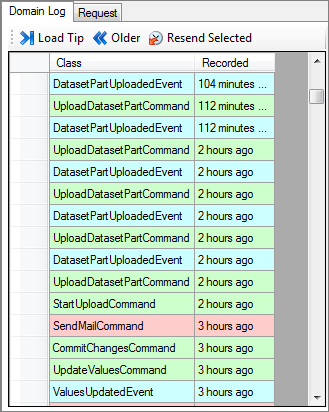 Domain Log Request
Load Tip Older Resend Selected
Class Recorded
DatasetPartUploadedEvent 104 minutes ...
UploadDatasetPartCommand 112 minutes ...
DatasetPartUploadedEvent 112 minutes ...
UploadDatasetPartCommand 2 hours ago
DatasetPartUploadedEvent 2 hours ago
UploadDatasetPartCommand 2 hours ago
DatasetPartUploadedEvent 2 hours ago
UploadDatasetPartCommand 2 hours ago
DatasetPartUploadedEvent 2 hours ago
UploadDatasetPartCommand 2 hours ago
StartUploadCommand 2 hours ago
SendMailCommand 3 hours ago
CommitChangesCommand 3 hours ago
UpdateValuesCommand 3 hours ago
ValuesUpdatedEvent 3 hours ago